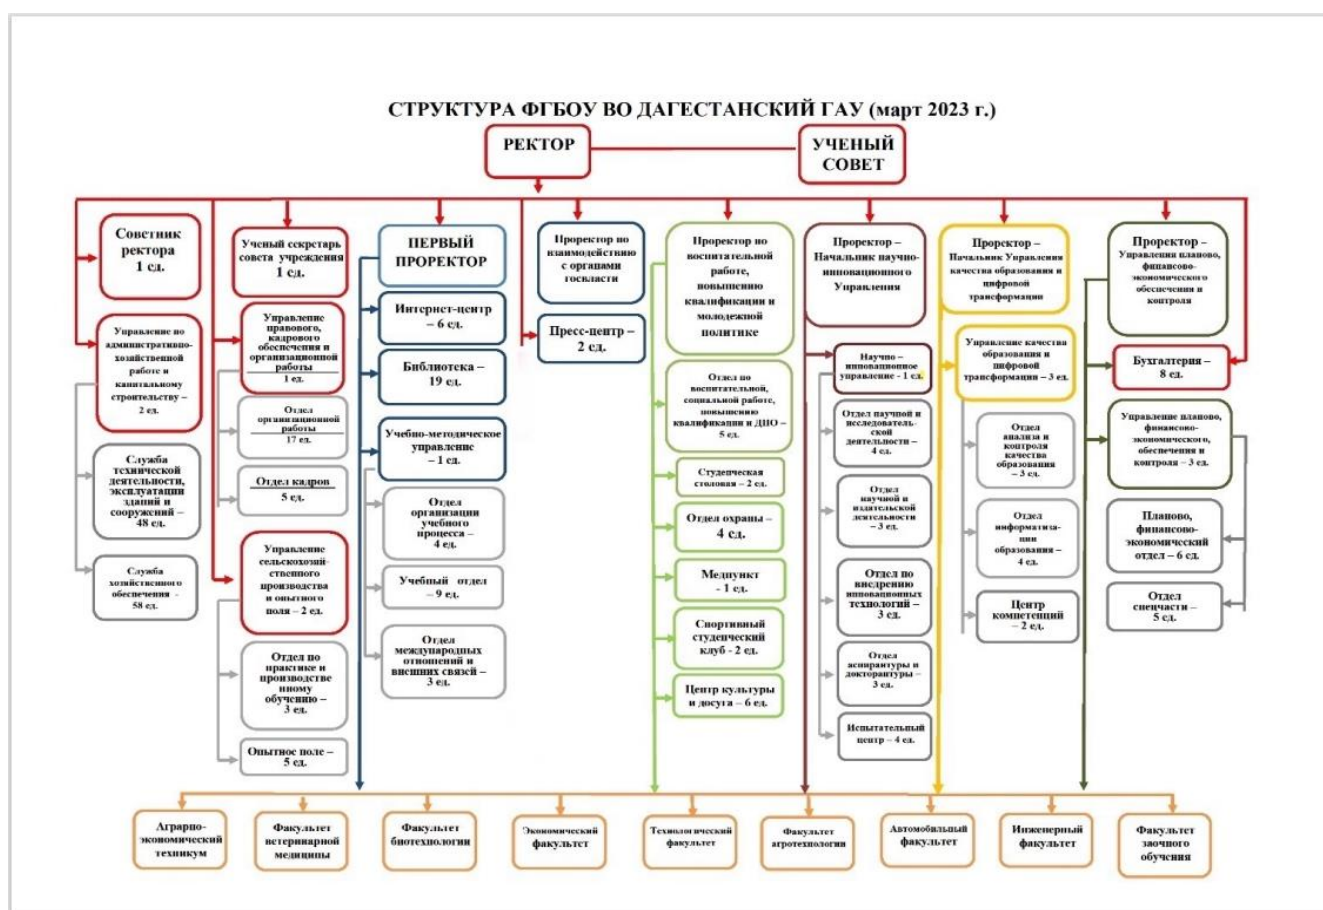 СТРУКТУРА ФГБОУ ВО ДАГЕСТАНСКИЙ ГАУ (март 2023 г.)
РЕКТОР
УЧЕНЫЙ
СОВЕТ
Советник
ректора
1 ед.
Управление по
административно-
хозяйственной
работе и
капитальному
строительству –
2 ед.
Служба
технической
деятельности,
эксплуатации
зданий и
сооружений –
48 ед.
Служба
хозяйственного
обеспечения -
58 ед.
Ученый секретарь
совета учреждения
1 ед.
Управление
правового,
кадрового
обеспечения и
организационной
работы
1 ед.
Отдел
организационной
работы
17 ед.
Отдел кадров
5 ед.
Управление
сельскохозяй-
ственного
производства
и опытного
поля – 2 ед.
Отдел по
практике и
производстве
нному
обучению –
3 ед.
Опытное поле –
5 ед.
ПЕРВЫЙ
ПРОРЕКТОР
Интернет-центр
– 6 ед.
Библиотека –
19 ед.
Учебно-методическое
управление
– 1 ед.
Отдел
организации
учебного
процесса –
4 ед.
Учебный отдел
– 9 ед.
Отдел
международных
отношений и
внешних связей –
3 ед.
Проректор по
взаимодействию
с органами
госвласти
Пресс-центр –
2 ед.
Проректор по
воспитательной
работе,
повышению
квалификации и
молодежной
политике
Отдел по
воспитательной,
социальной работе,
повышению
квалификации и ДПО –
5 ед.
Студенческая
столовая – 2 ед.
Отдел охраны –
4 ед.
Медпункт
- 1 ед.
Спортивный
студенческий
клуб - 2 ед.
Центр культуры
и досуга – 6 ед.
Проректор –
Начальник научно-
инновационного
Управления
Научно –
инновационное
управление - 1 ед.
Отдел научной и
исследователь-
ской
деятельности –
4 ед.
Отдел
научной и
издательской
деятельности
– 3 ед.
Отдел по
внедрению
инновационных
технологий –
3 ед.
Отдел
аспирантуры и
докторантуры –
3 ед.
Испытательный
центр – 4 ед.
Проректор –
Начальник Управления
качества образования и
цифровой
трансформации
Управление качества
образования и
цифровой
трансформации – 3 ед.
Отдел
анализа и
контроля
качества
образования –
3 ед.
Отдел
информатиза-
ции
образования –
4 ед.
Центр
компетенций
– 2 ед.
Проректор –
Управления планово,
финансово-
экономического
обеспечения и
контроля
Бухгалтерия –
8 ед.
Управление планово,
финансово-
экономического,
обеспечения и
контроля – 3 ед.
Планово,
финансово-
экономический
отдел – 6 ед.
Отдел
спецчасти –
5 ед.
Аграрно-
экономический
техникум
Факультет
ветеринарной
медицины
Факультет
биотехнологии
Экономический
факультет
Технологический
факультет
Факультет
агротехнологии
Автомобильный
факультет
Инженерный
факультет
Факультет
заочного
обучения